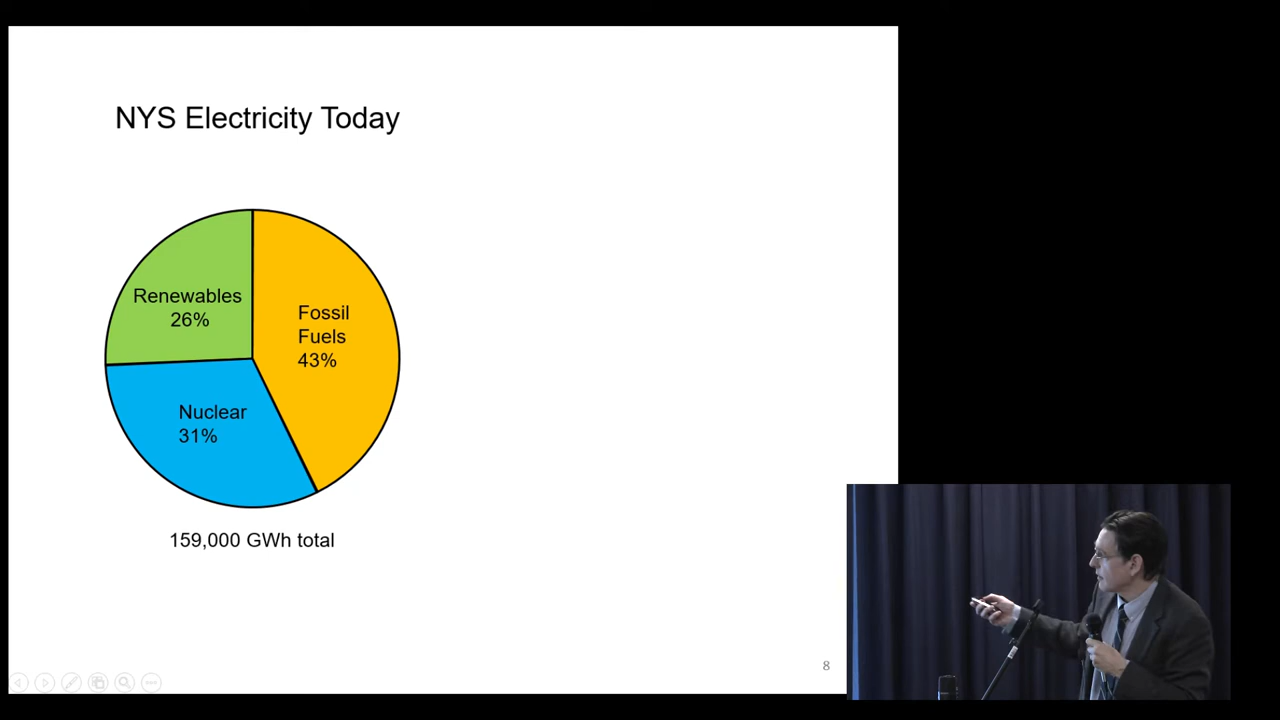 NYS Electricity Today
Renewables
26%
Fossil
Fuels
43%
Nuclear
31%
159,000 GWh total
8